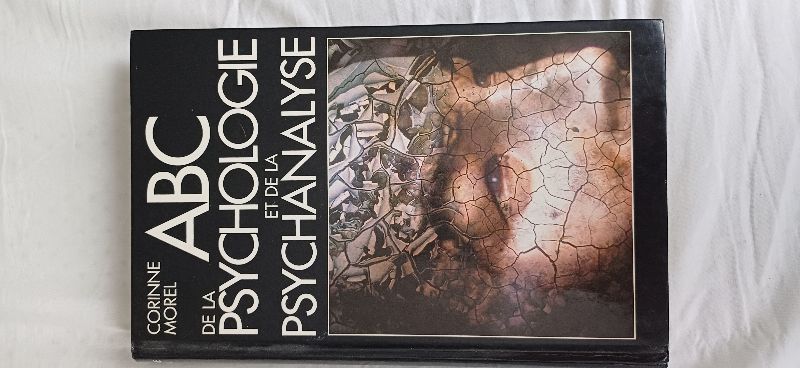 CORINNE
MOREL
ABC
DE LA
PSYCHOLOGIE
ET DE LA
PSYCHANALYSE